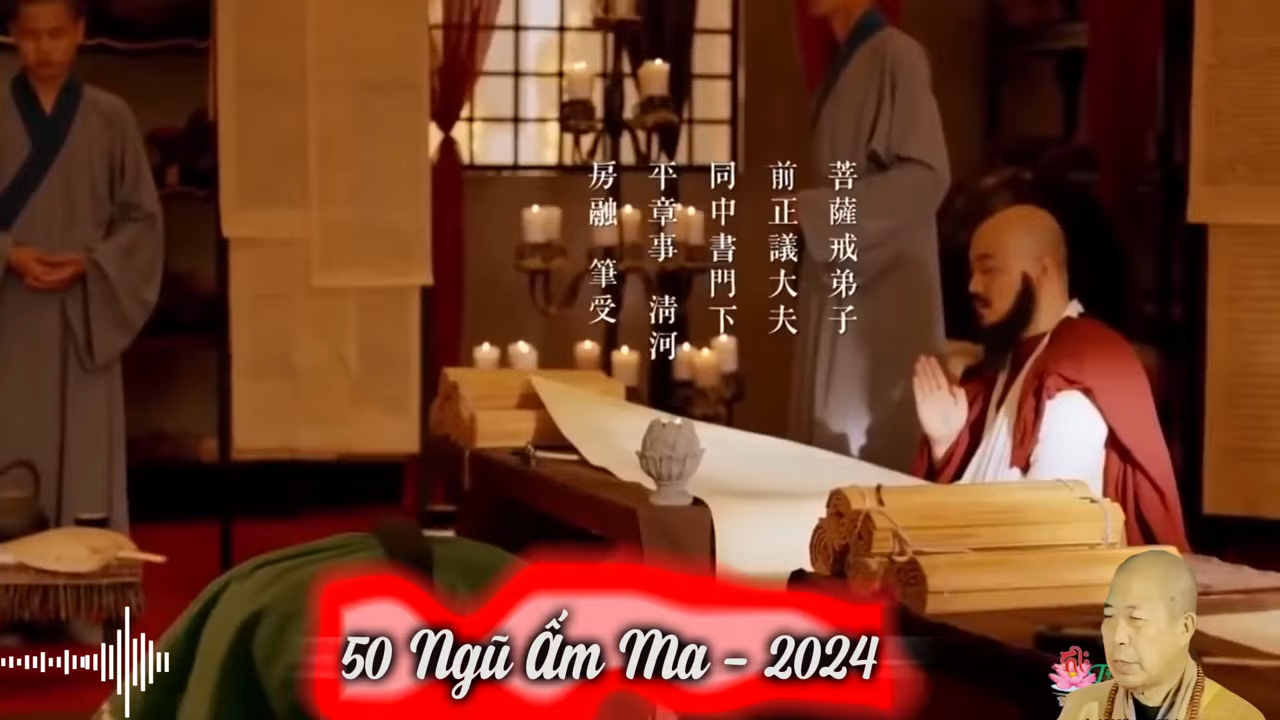 菩薩戒弟子
前正議大夫
同中書門下
平章事 清河
房融 筆受
50 Ngũ Ấm Ma - 2024